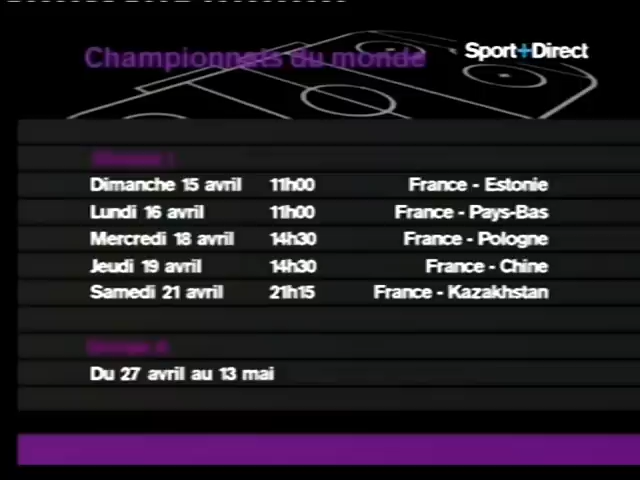 Championnats du monde
Sport+Direct
Dimanche 15 avril 11h00 France - Estonie
Lundi 16 avril 11h00 France - Pays-Bas
Mercredi 18 avril 14h30 France - Pologne
Jeudi 19 avril 14h30 France - Chine
Samedi 21 avril 21h15 France - Kazakhstan
Du 27 avril au 13 mai